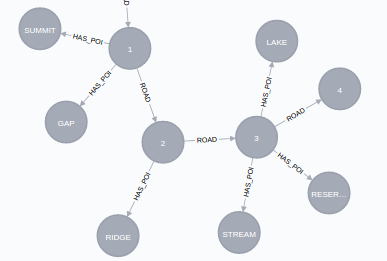 D
SUMMIT
HAS_POI
1
LAKE
HAS_POI
ROAD
HAS_POI
4
GAP
ROAD
2
ROAD
3
HAS_POI
HAS_POI
HAS_POI
RESER...
RIDGE
STREAM